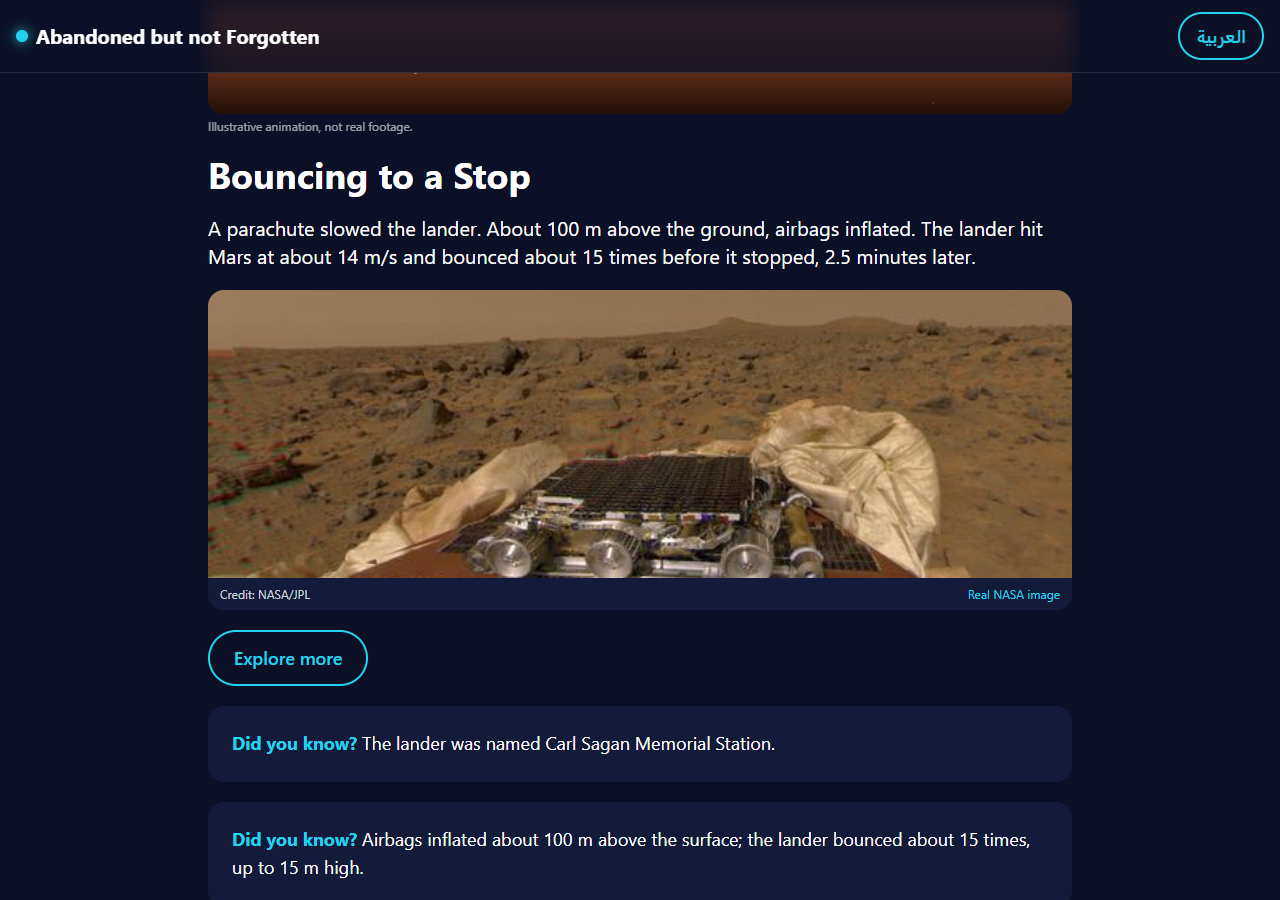 Abandoned but not Forgotten
العربية
Illustrative animation, not real footage.
Bouncing to a Stop
A parachute slowed the lander. About 100 m above the ground, airbags inflated. The lander hit
Mars at about 14 m/s and bounced about 15 times before it stopped, 2.5 minutes later.
Credit: NASA/JPL
Real NASA image
Explore more
Did you know? The lander was named Carl Sagan Memorial Station.
Did you know? Airbags inflated about 100 m above the surface; the lander bounced about 15 times,
up to 15 m high.